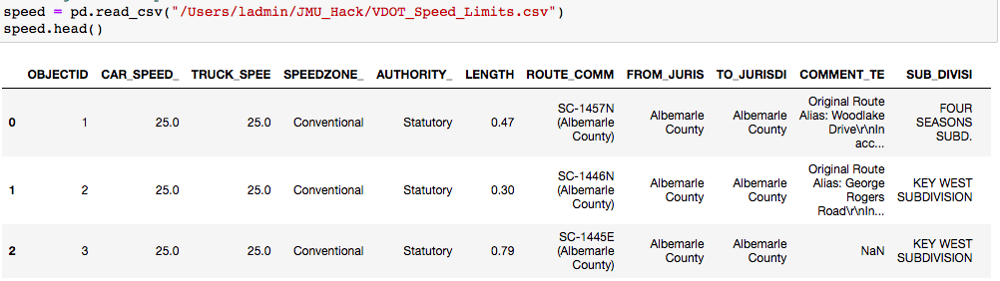 speed = pd.read_csv("/Users/ladmin/JMU_Hack/VDOT_Speed_Limits.csv")
speed.head()
OBJECTID CAR_SPEED_ TRUCK_SPEE SPEEDZONE_ AUTHORITY_ LENGTH ROUTE_COMM FROM_JURIS TO_JURISDI COMMENT_TE SUB_DIVISI
0 1 25.0 25.0 Conventional Statutory 0.47 SC-1457N (Albemarle County) Albemarle County Albemarle County Original Route Alias: Woodlake Drive\r\nIn acc... FOUR SEASONS SUBD.
1 2 25.0 25.0 Conventional Statutory 0.30 SC-1446N (Albemarle County) Albemarle County Albemarle County Original Route Alias: George Rogers Road\r\nIn... KEY WEST SUBDIVISION
2 3 25.0 25.0 Conventional Statutory 0.79 SC-1445E (Albemarle County) Albemarle County Albemarle County NaN KEY WEST SUBDIVISION